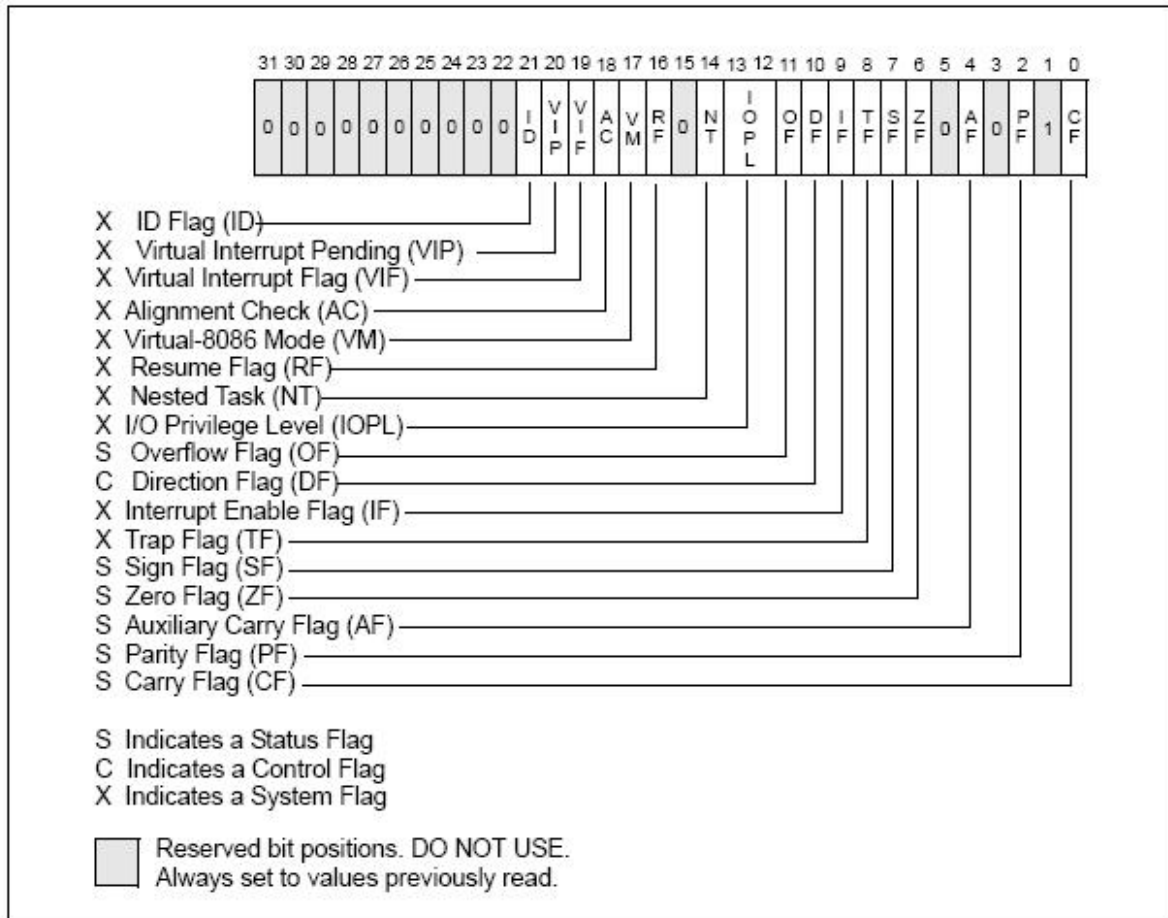 31 30 29 28 27 26 25 24 23 22 21 20 19 18 17 16 15 14 13 12 11 10 9 8 7 6 5 4 3 2 1 0
0 0 0 0 0 0 0 0 0 0 ID VIP VIF AC VM RF 0 NT IOPL OF DF IF TF SF ZF 0 AF 0 PF 1 CF
X ID Flag (ID)
X Virtual Interrupt Pending (VIP)
X Virtual Interrupt Flag (VIF)
X Alignment Check (AC)
X Virtual-8086 Mode (VM)
X Resume Flag (RF)
X Nested Task (NT)
X I/O Privilege Level (IOPL)
S Overflow Flag (OF)
C Direction Flag (DF)
X Interrupt Enable Flag (IF)
X Trap Flag (TF)
S Sign Flag (SF)
S Zero Flag (ZF)
S Auxiliary Carry Flag (AF)
S Parity Flag (PF)
S Carry Flag (CF)
S Indicates a Status Flag
C Indicates a Control Flag
X Indicates a System Flag
Reserved bit positions. DO NOT USE.
Always set to values previously read.